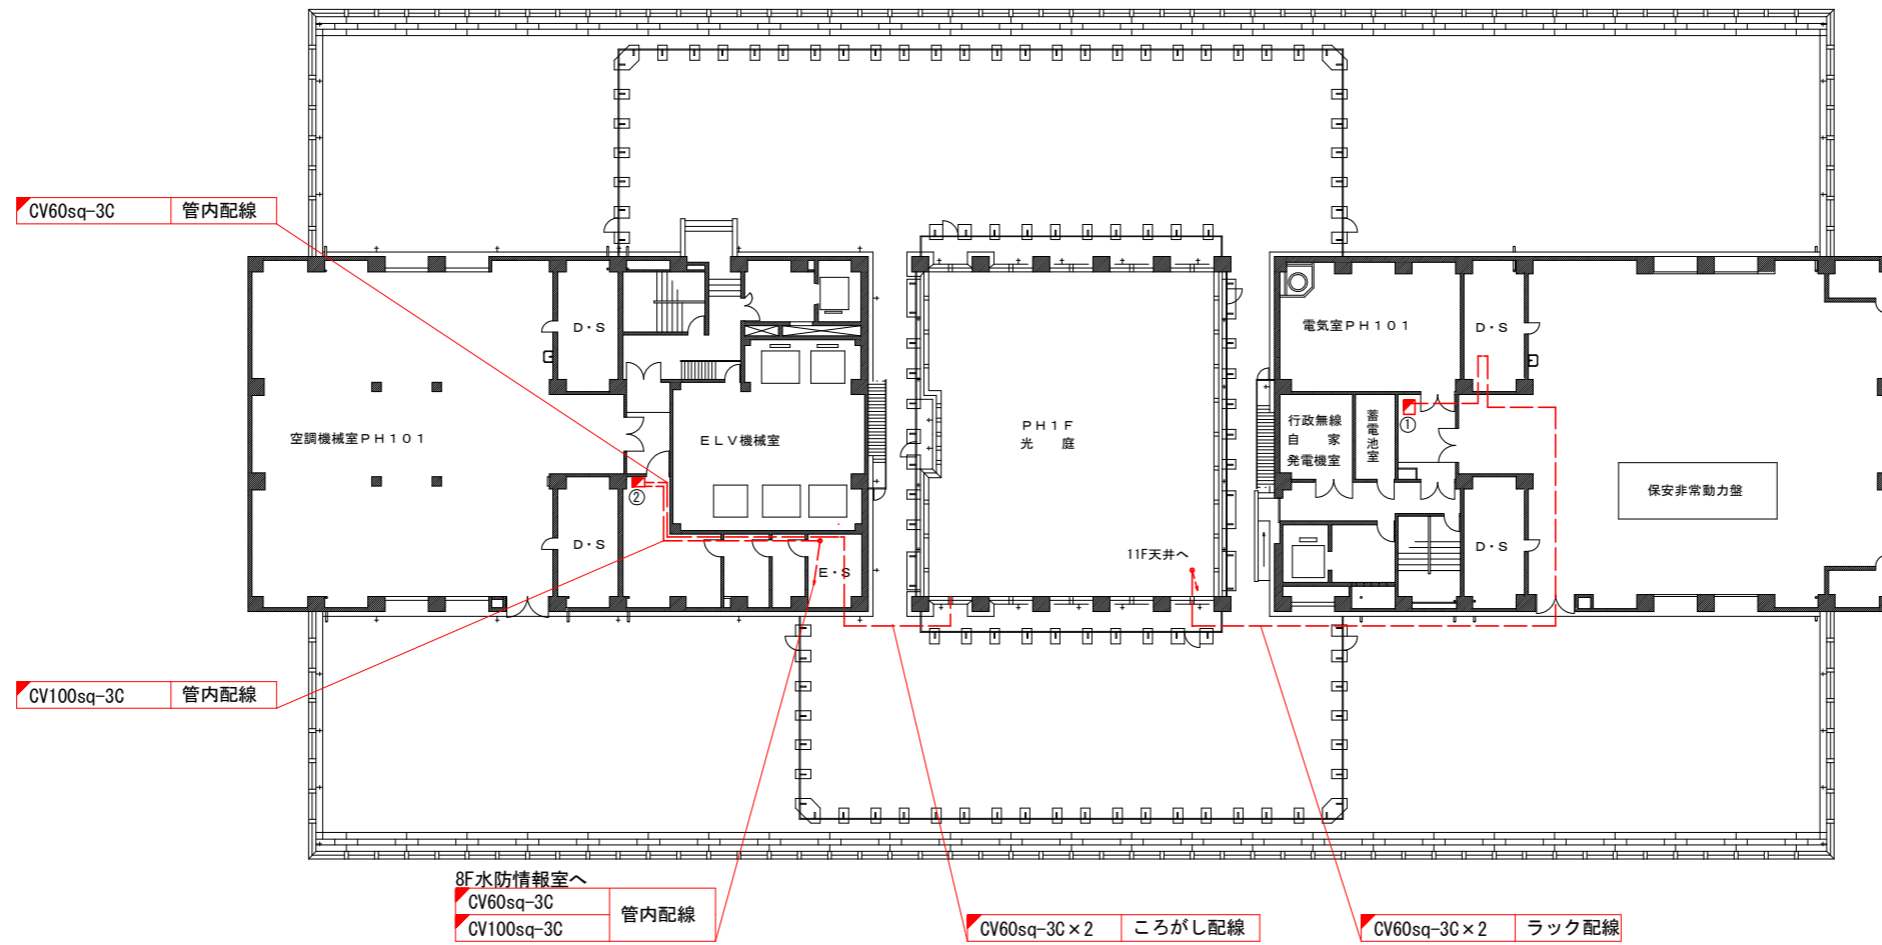 CV60sq-3C 管内配線
D・S
電気室PH101
D・S
空調機械室PH101
ELV機械室
PH1F
光 庭
行政無線
自 家
発電機室
蓄電池室
①
保安非常動力盤
②
D・S
E・S
11F天井へ
D・S
CV100sq-3C 管内配線
8F水防情報室へ
CV60sq-3C
CV100sq-3C
管内配線
CV60sq-3C×2 ころがし配線
CV60sq-3C×2 ラック配線